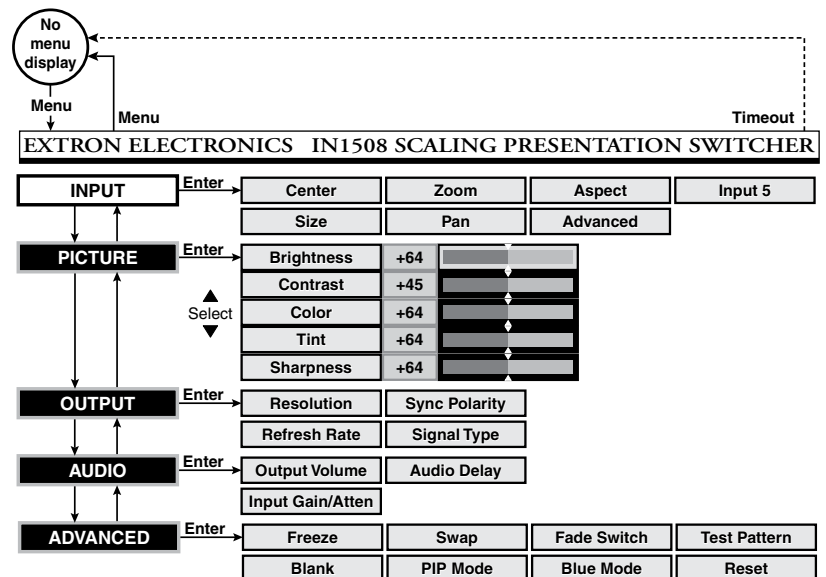 No
menu
display
Menu
Menu
Timeout
EXTRON ELECTRONICS IN1508 SCALING PRESENTATION SWITCHER
INPUT Enter Center Zoom Aspect Input 5
Size Pan Advanced
PICTURE Enter Brightness +64
Contrast +45
Select
Color +64
Tint +64
Sharpness +64
OUTPUT Enter Resolution Sync Polarity
Refresh Rate Signal Type
AUDIO Enter Output Volume Audio Delay
Input Gain/Atten
ADVANCED Enter Freeze Swap Fade Switch Test Pattern
Blank PIP Mode Blue Mode Reset